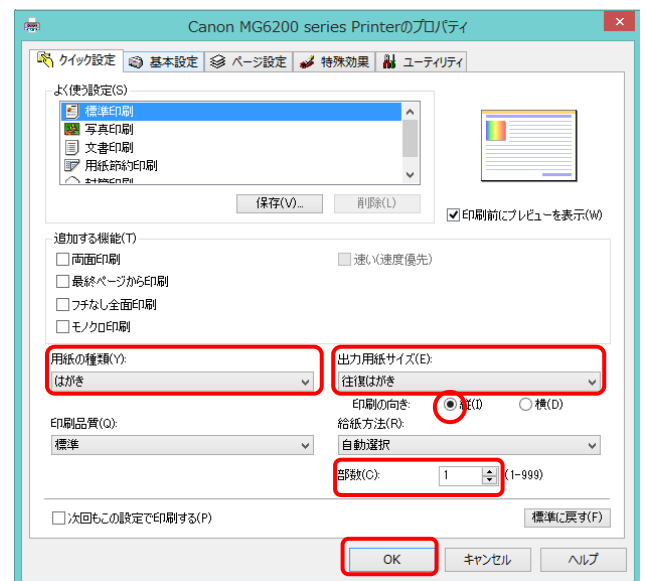 Canon MG6200 series Printerのプロパティ
クイック設定 基本設定 ページ設定 特殊効果 ユーティリティ
よく使う設定(S)
標準印刷
写真印刷
文書印刷
用紙節約印刷
保存(V)... 削除(L)
印刷前にプレビューを表示(W)
追加する機能(T)
両面印刷 速い(速度優先)
最終ページから印刷
フチなし全面印刷
モノクロ印刷
用紙の種類(Y): 出力用紙サイズ(E):
はがき 往復はがき
印刷の向き: 縦(I) 横(D)
印刷品質(Q): 給紙方法(R):
標準 自動選択
部数(C): 1 (1-999)
次回もこの設定で印刷する(P) 標準に戻す(F)
OK キャンセル ヘルプ